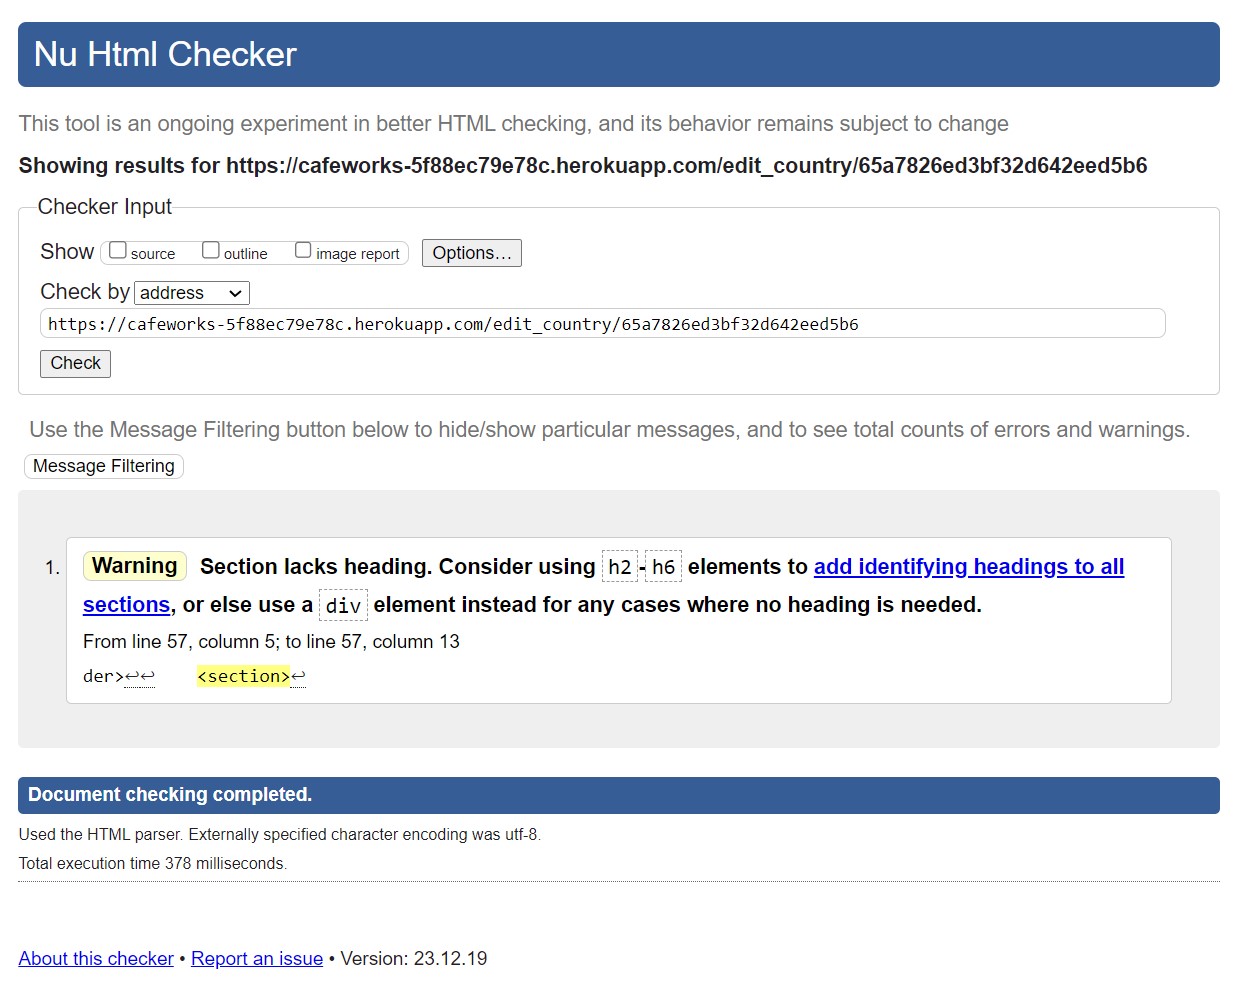 Nu Html Checker
This tool is an ongoing experiment in better HTML checking, and its behavior remains subject to change
Showing results for https://cafeworks-5f88ec79e78c.herokuapp.com/edit_country/65a7826ed3bf32d642eed5b6
Checker Input
Show source outline image report Options...
Check by address
https://cafeworks-5f88ec79e78c.herokuapp.com/edit_country/65a7826ed3bf32d642eed5b6
Check
Use the Message Filtering button below to hide/show particular messages, and to see total counts of errors and warnings.
Message Filtering
1. Warning Section lacks heading. Consider using h2-h6 elements to add identifying headings to all
sections, or else use a div element instead for any cases where no heading is needed.
From line 57, column 5; to line 57, column 13
der>↩↩    <section>↩
Document checking completed.
Used the HTML parser. Externally specified character encoding was utf-8.
Total execution time 378 milliseconds.
About this checker • Report an issue • Version: 23.12.19